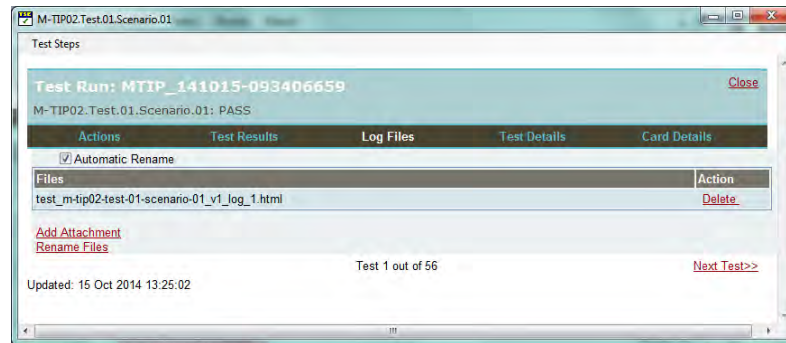 M-TIP02.Test.01.Scenario.01
Test Steps
Test Run: MTIP_141015-093406659
Close
M-TIP02.Test.01.Scenario.01: PASS
Actions Test Results Log Files Test Details Card Details
Automatic Rename
Files Action
test_m-tip02-test-01-scenario-01_v1_log_1.html Delete
Add Attachment
Rename Files
Test 1 out of 56 Next Test>>
Updated: 15 Oct 2014 13:25:02